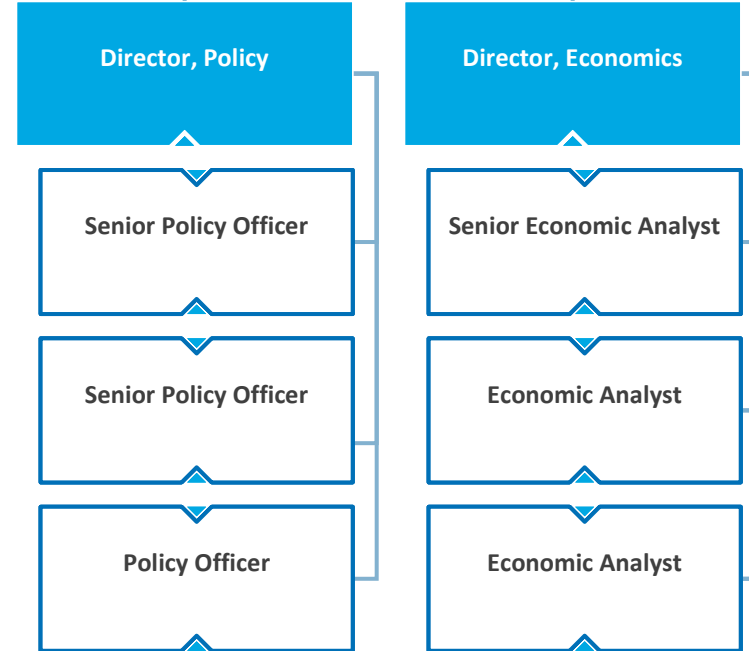 Director, Policy
Senior Policy Officer
Senior Policy Officer
Policy Officer
Director, Economics
Senior Economic Analyst
Economic Analyst
Economic Analyst